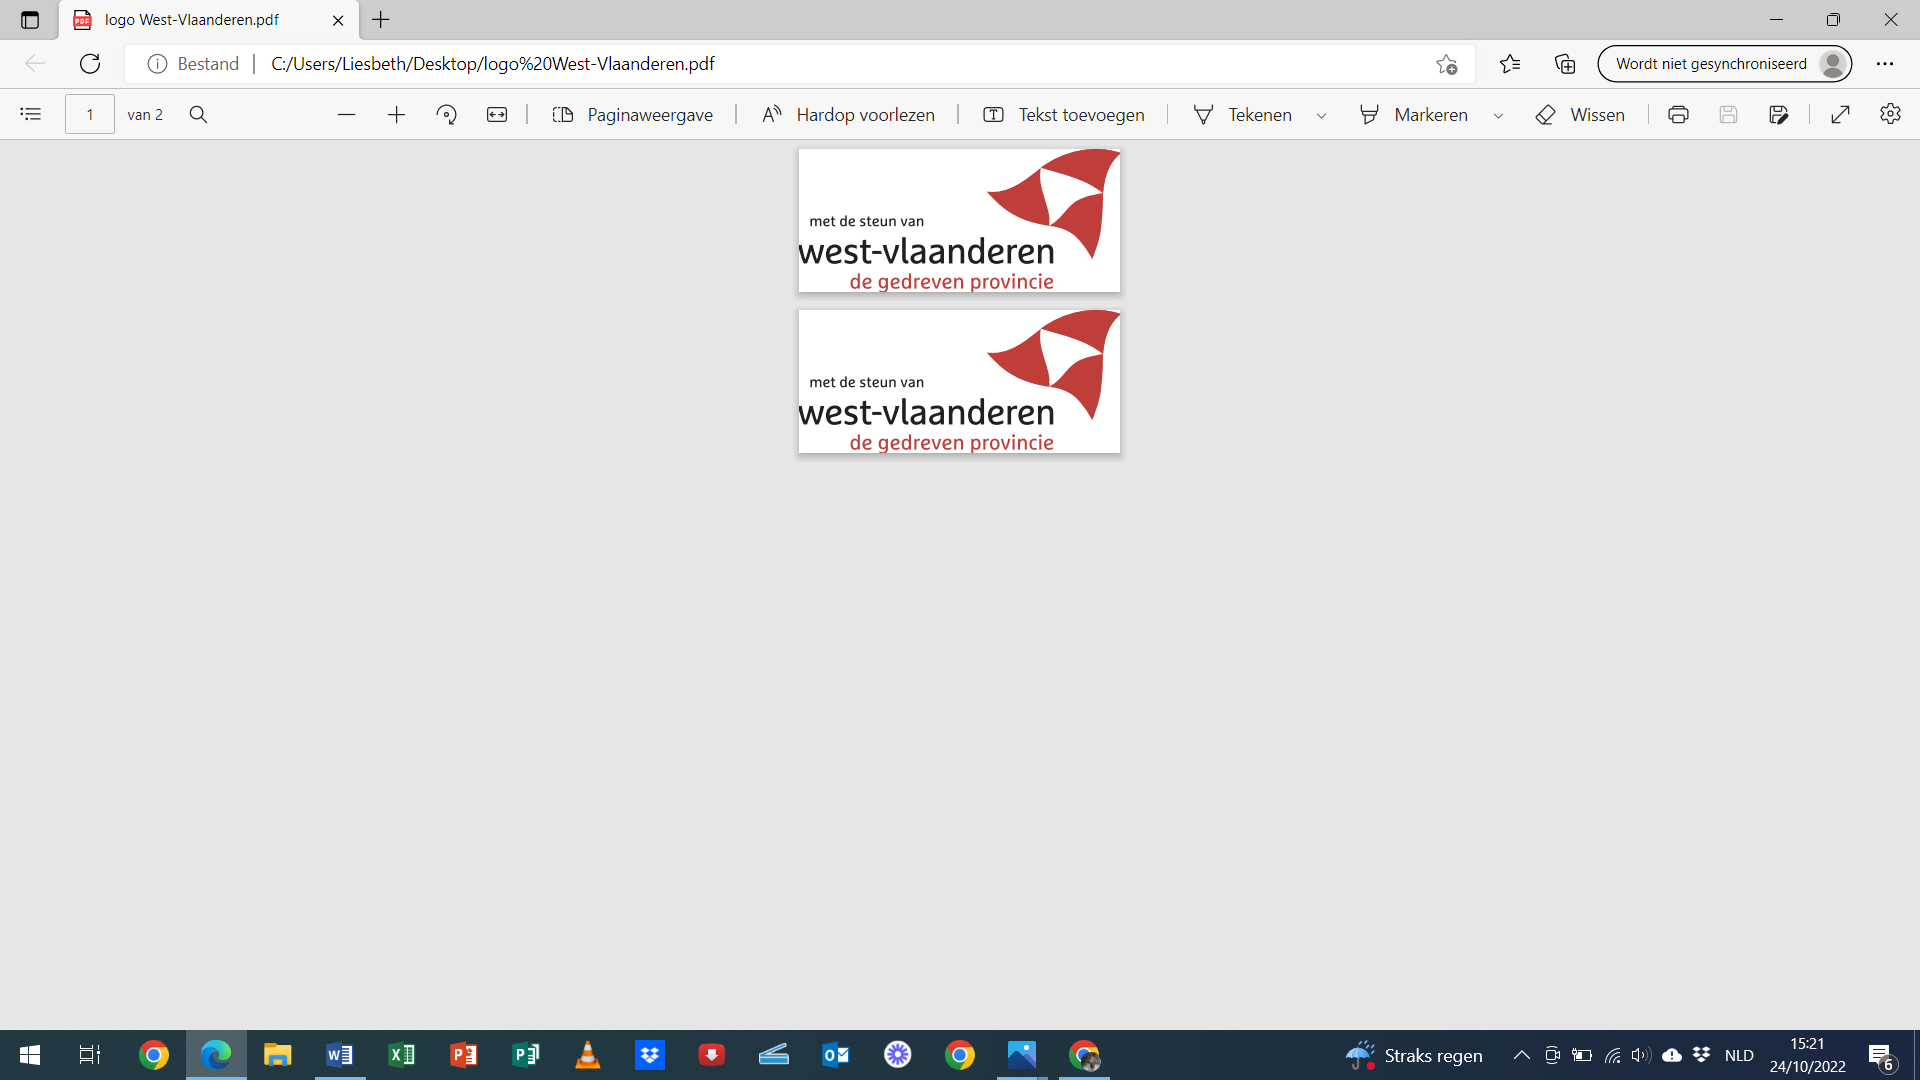 logo West-Vlaanderen.pdf
Bestand
C:/Users/Liesbeth/Desktop/logo%20West-Vlaanderen.pdf
Wordt niet gesynchroniseerd
1
van 2
Paginaweergave
Hardop voorlezen
Tekst toevoegen
Tekenen
Markeren
Wissen
met de steun van
west-vlaanderen
de gedreven provincie
met de steun van
west-vlaanderen
de gedreven provincie
Straks regen
NLD
15:21
24/10/2022
6